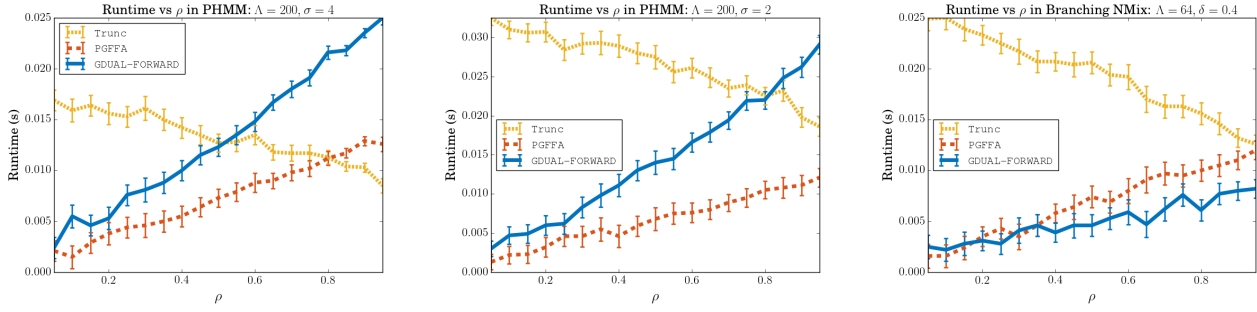 Runtime vs ρ in PHMM: Λ = 200, σ = 4
0.025
0.020
0.015
0.010
0.005
0.000
Runtime (s)
Trunc
PGFFA
GDUAL-FORWARD
0.2 0.4 0.6 0.8
ρ
Runtime vs ρ in PHMM: Λ = 200, σ = 2
0.030
0.025
0.020
0.015
0.010
0.005
0.000
Runtime (s)
Trunc
PGFFA
GDUAL-FORWARD
0.2 0.4 0.6 0.8
ρ
Runtime vs ρ in Branching NMix: Λ = 64, δ = 0.4
0.025
0.020
0.015
0.010
0.005
0.000
Runtime (s)
Trunc
PGFFA
GDUAL-FORWARD
0.2 0.4 0.6 0.8
ρ